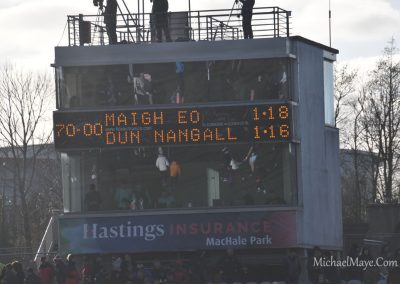 70-00 MAIGH EO 1-18
DUN NANGALL 1-16
Hastings INSURANCE
MacHale Park
MichaelMaye.Com